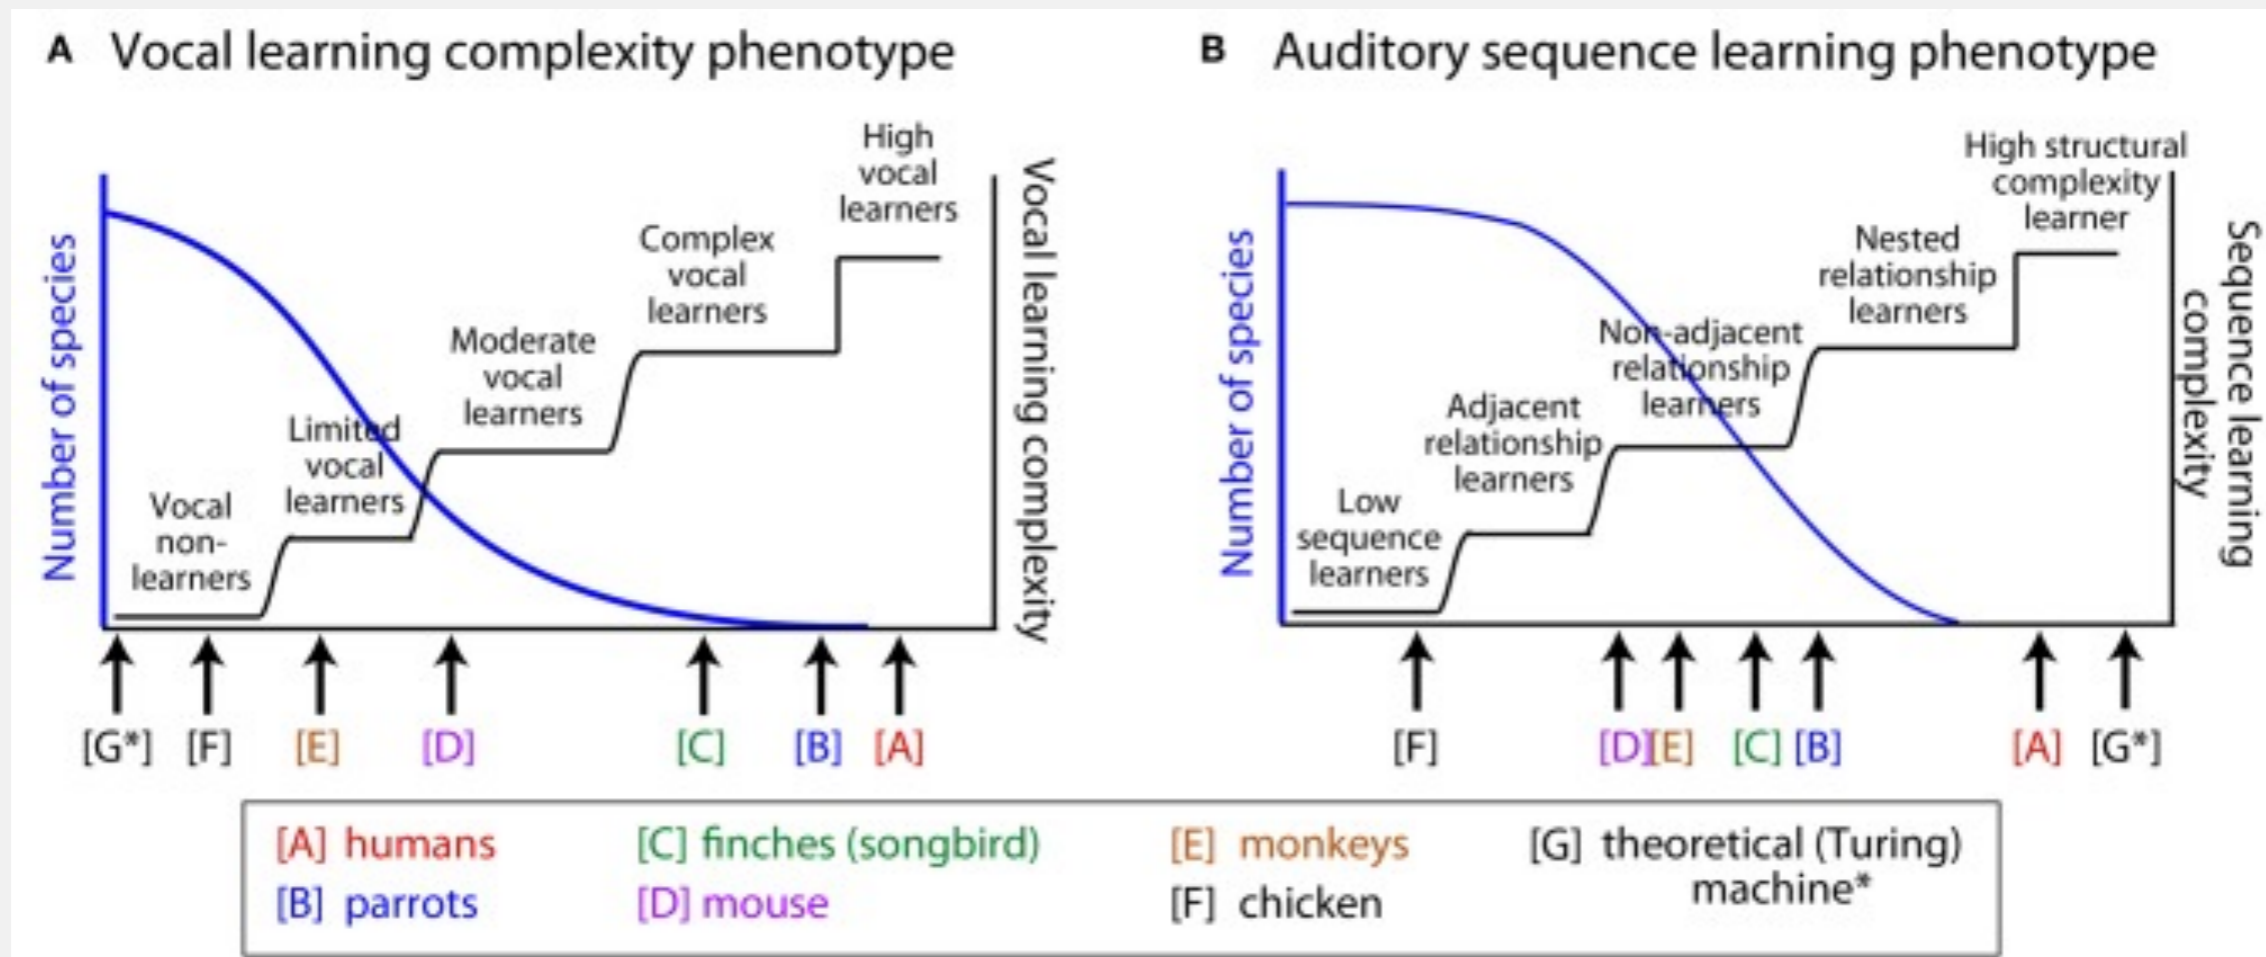 A Vocal learning complexity phenotype
Number of species
Vocal
non-
learners
Limited
vocal
learners
Moderate
vocal
learners
Complex
vocal
learners
High
vocal
learners
Vocal learning complexity
[G*] [F] [E] [D] [C] [B] [A]
B Auditory sequence learning phenotype
Number of species
Low
sequence
learners
Adjacent
relationship
learners
Non-adjacent
relationship
learners
Nested
relationship
learners
High structural
complexity
learner
Sequence learning
complexity
[F] [D] [E] [C] [B] [A] [G*]
[A] humans
[B] parrots
[C] finches (songbird)
[D] mouse
[E] monkeys
[F] chicken
[G] theoretical (Turing)
machine*